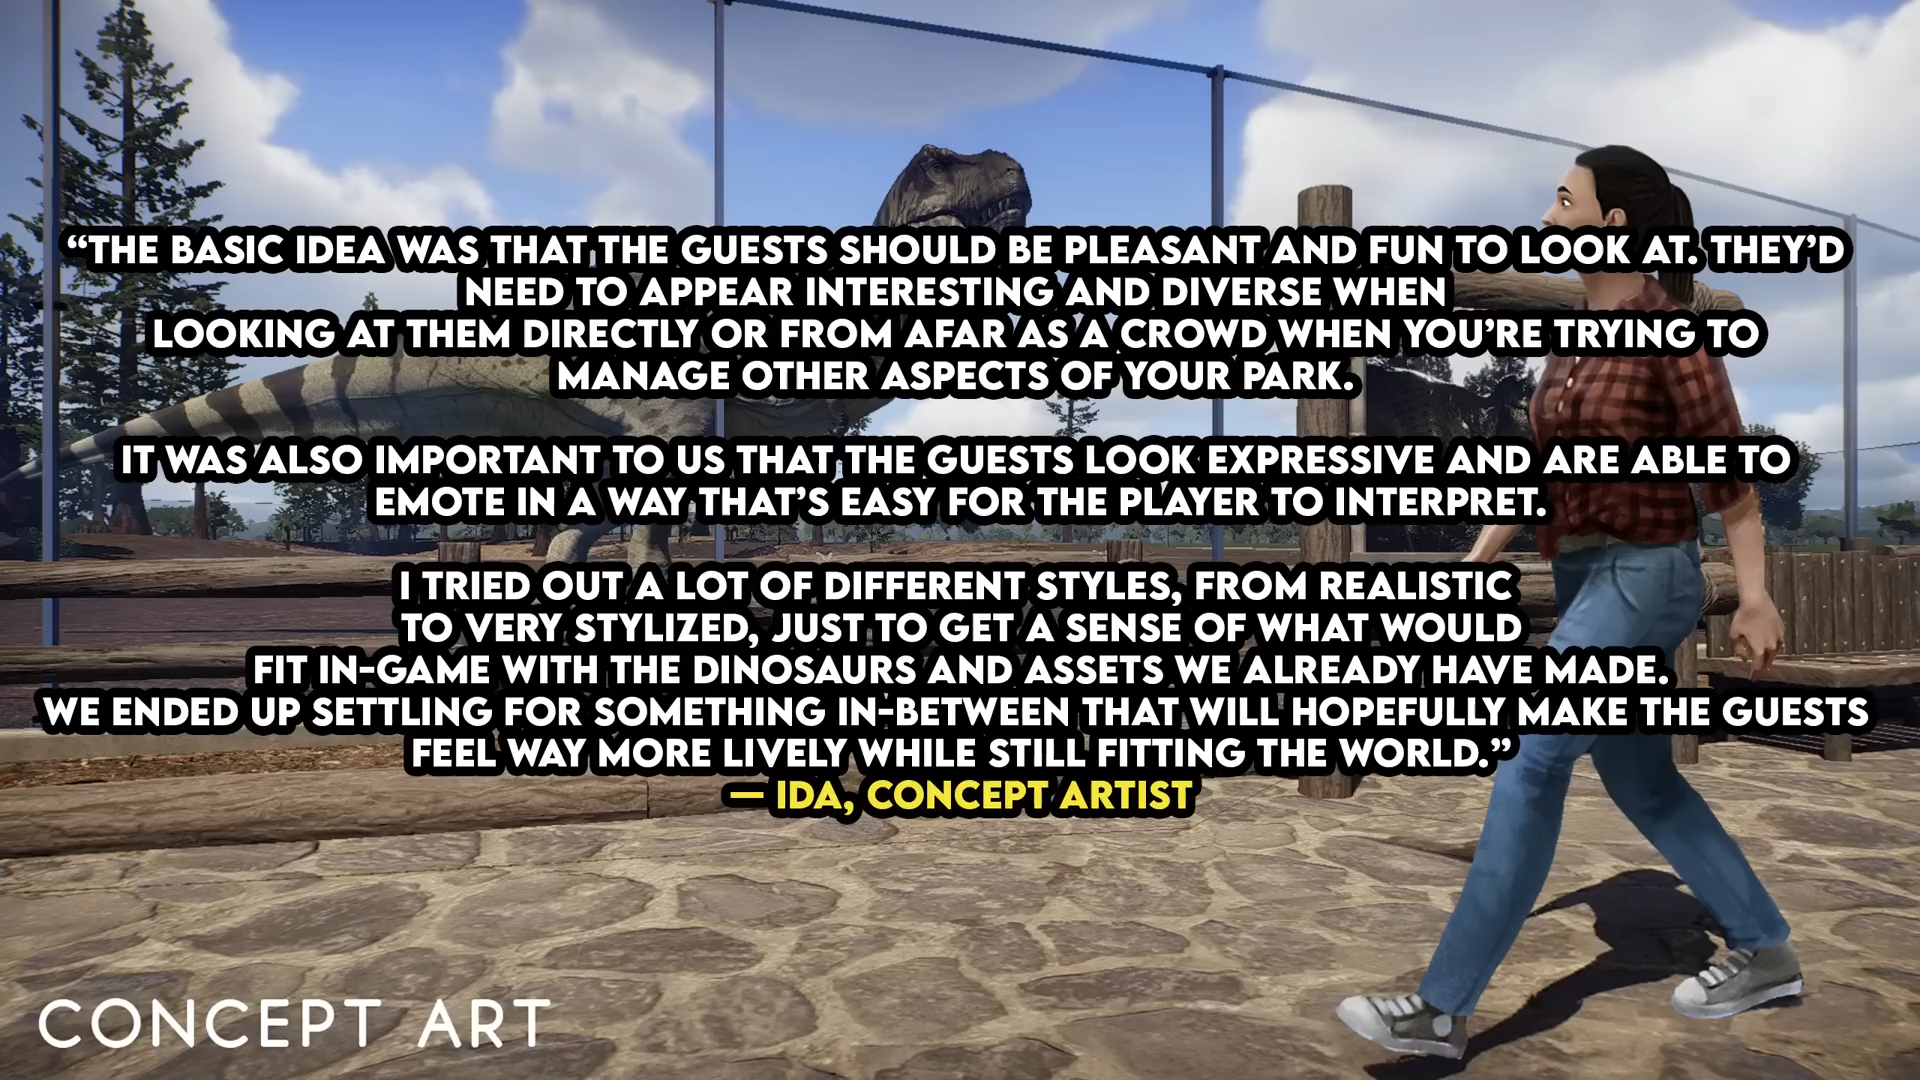 “THE BASIC IDEA WAS THAT THE GUESTS SHOULD BE PLEASANT AND FUN TO LOOK AT. THEY’D
NEED TO APPEAR INTERESTING AND DIVERSE WHEN
LOOKING AT THEM DIRECTLY OR FROM AFAR AS A CROWD WHEN YOU’RE TRYING TO
MANAGE OTHER ASPECTS OF YOUR PARK.
IT WAS ALSO IMPORTANT TO US THAT THE GUESTS LOOK EXPRESSIVE AND ARE ABLE TO
EMOTE IN A WAY THAT’S EASY FOR THE PLAYER TO INTERPRET.
I TRIED OUT A LOT OF DIFFERENT STYLES, FROM REALISTIC
TO VERY STYLIZED, JUST TO GET A SENSE OF WHAT WOULD
FIT IN-GAME WITH THE DINOSAURS AND ASSETS WE ALREADY HAVE MADE.
WE ENDED UP SETTLING FOR SOMETHING IN-BETWEEN THAT WILL HOPEFULLY MAKE THE GUESTS
FEEL WAY MORE LIVELY WHILE STILL FITTING THE WORLD.”
— IDA, CONCEPT ARTIST
CONCEPT ART